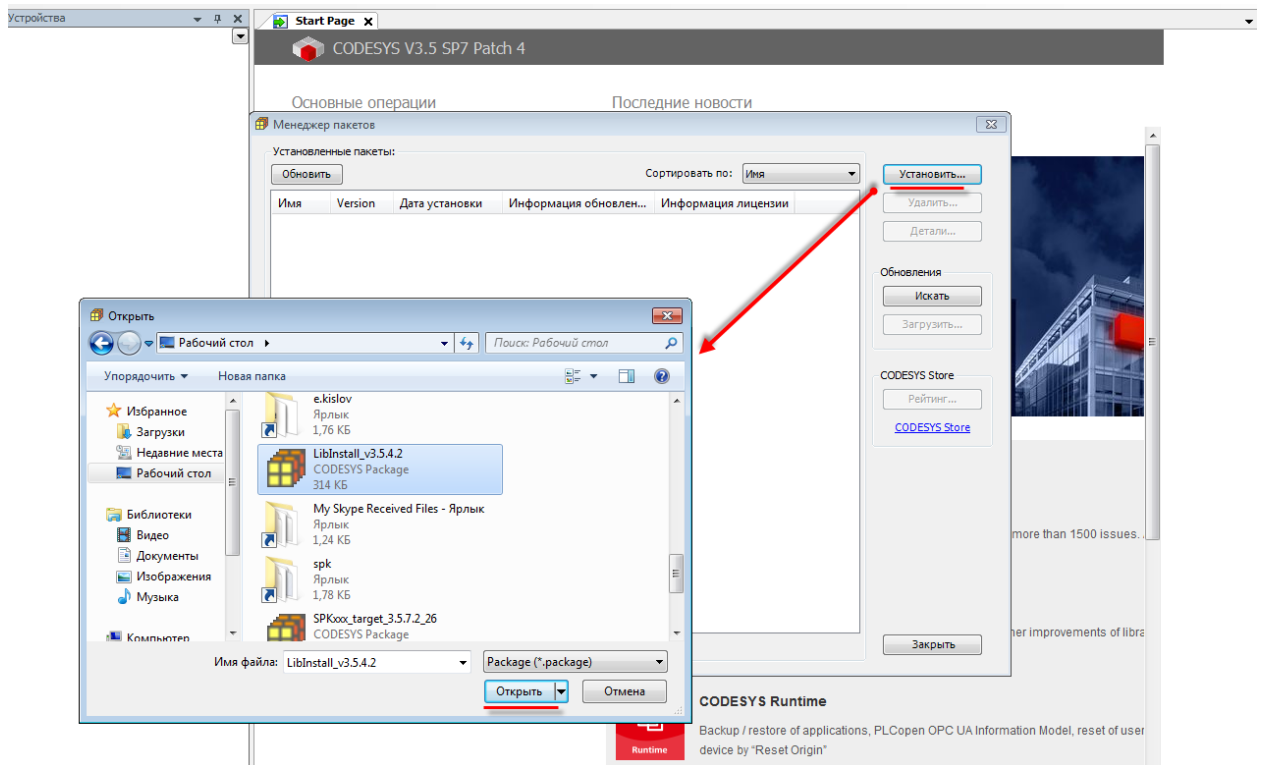 Устройства
Start Page
CODESYS V3.5 SP7 Patch 4
Основные операции
Последние новости
Менеджер пакетов
Установленные пакеты:
Обновить
Сортировать по:
Имя
Установить...
Имя
Version
Дата установки
Информация обновлен...
Информация лицензии
Удалить...
Детали...
Обновления
Искать
Загрузить...
CODESYS Store
Рейтинг...
CODESYS Store
Закрыть
Открыть
Рабочий стол
Поиск: Рабочий стол
Упорядочить
Новая папка
Избранное
Загрузки
Недавние места
Рабочий стол
Библиотеки
Видео
Документы
Изображения
Музыка
Компьютер
e.kislov
Ярлык
1,76 КБ
LibInstall_v3.5.4.2
CODESYS Package
314 КБ
My Skype Received Files - Ярлык
Ярлык
1,24 КБ
spk
Ярлык
1,78 КБ
SPKxxx_target_3.5.7.2_26
CODESYS Package
Имя файла:
LibInstall_v3.5.4.2
Package (*.package)
Открыть
Отмена
more than 1500 issues.
improvements of
CODESYS Runtime
Backup / restore of applications, PLCopen OPC UA Information Model, reset of user
device by "Reset Origin"
Runtime